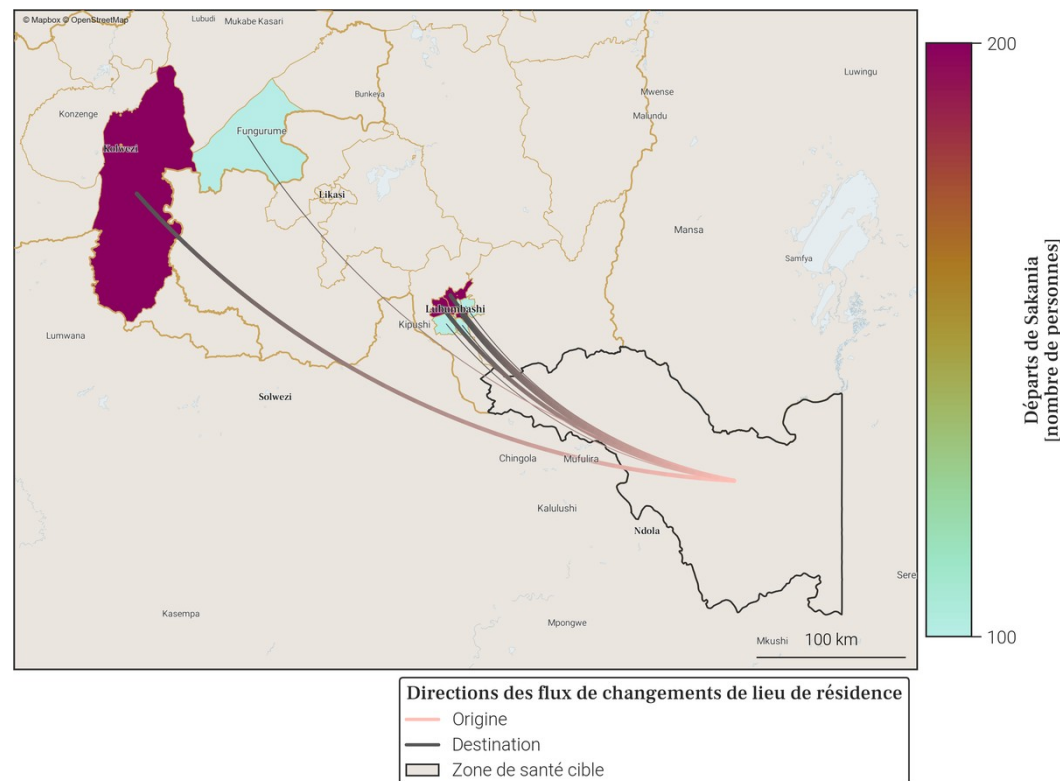 © Mapbox © OpenStreetMap
Lubudi
Mukabe Kasari
Luwingu
Konzenge
Bunkeya
Mwense
Malundu
Fungurume
Kolwezi
Likasi
Mansa
Samfya
Lubumbashi
Kipushi
Lumwana
Solwezi
Chingola
Mufulira
Kalulushi
Ndola
Sere
Kasempa
Mpongwe
Mkushi
100 km
200
100
Départs de Sakania
[nombre de personnes]
Directions des flux de changements de lieu de résidence
Origine
Destination
Zone de santé cible